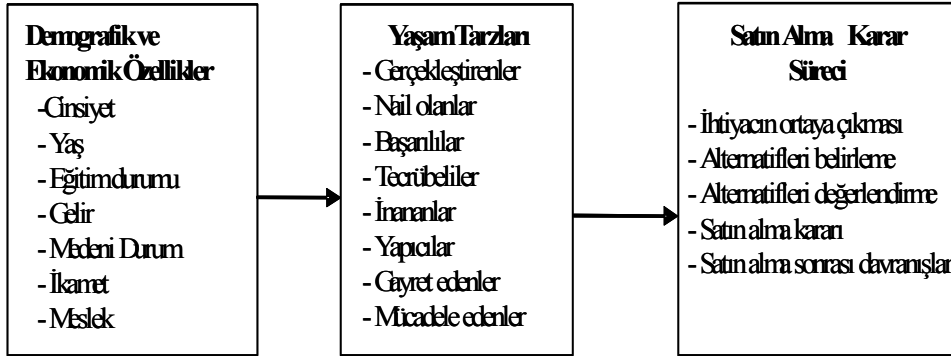 Demografik ve
Ekonomik Özellikler
-Cinsiyet
- Yaş
- Eğitim durumu
- Gelir
- Medeni Durum
- İkamet
- Meslek
Yaşam Tarzları
- Gerçekleştirenler
- Nail olanlar
- Başarılılar
- Tecrübeliler
- İnananlar
- Yapıcılar
- Gayret edenler
- Mücadele edenler
Satın Alma Karar
Süreci
- İhtiyacın ortaya çıkması
- Alternatifleri belirleme
- Alternatifleri değerlendirme
- Satın alma kararı
- Satın alma sonrası davranışlar